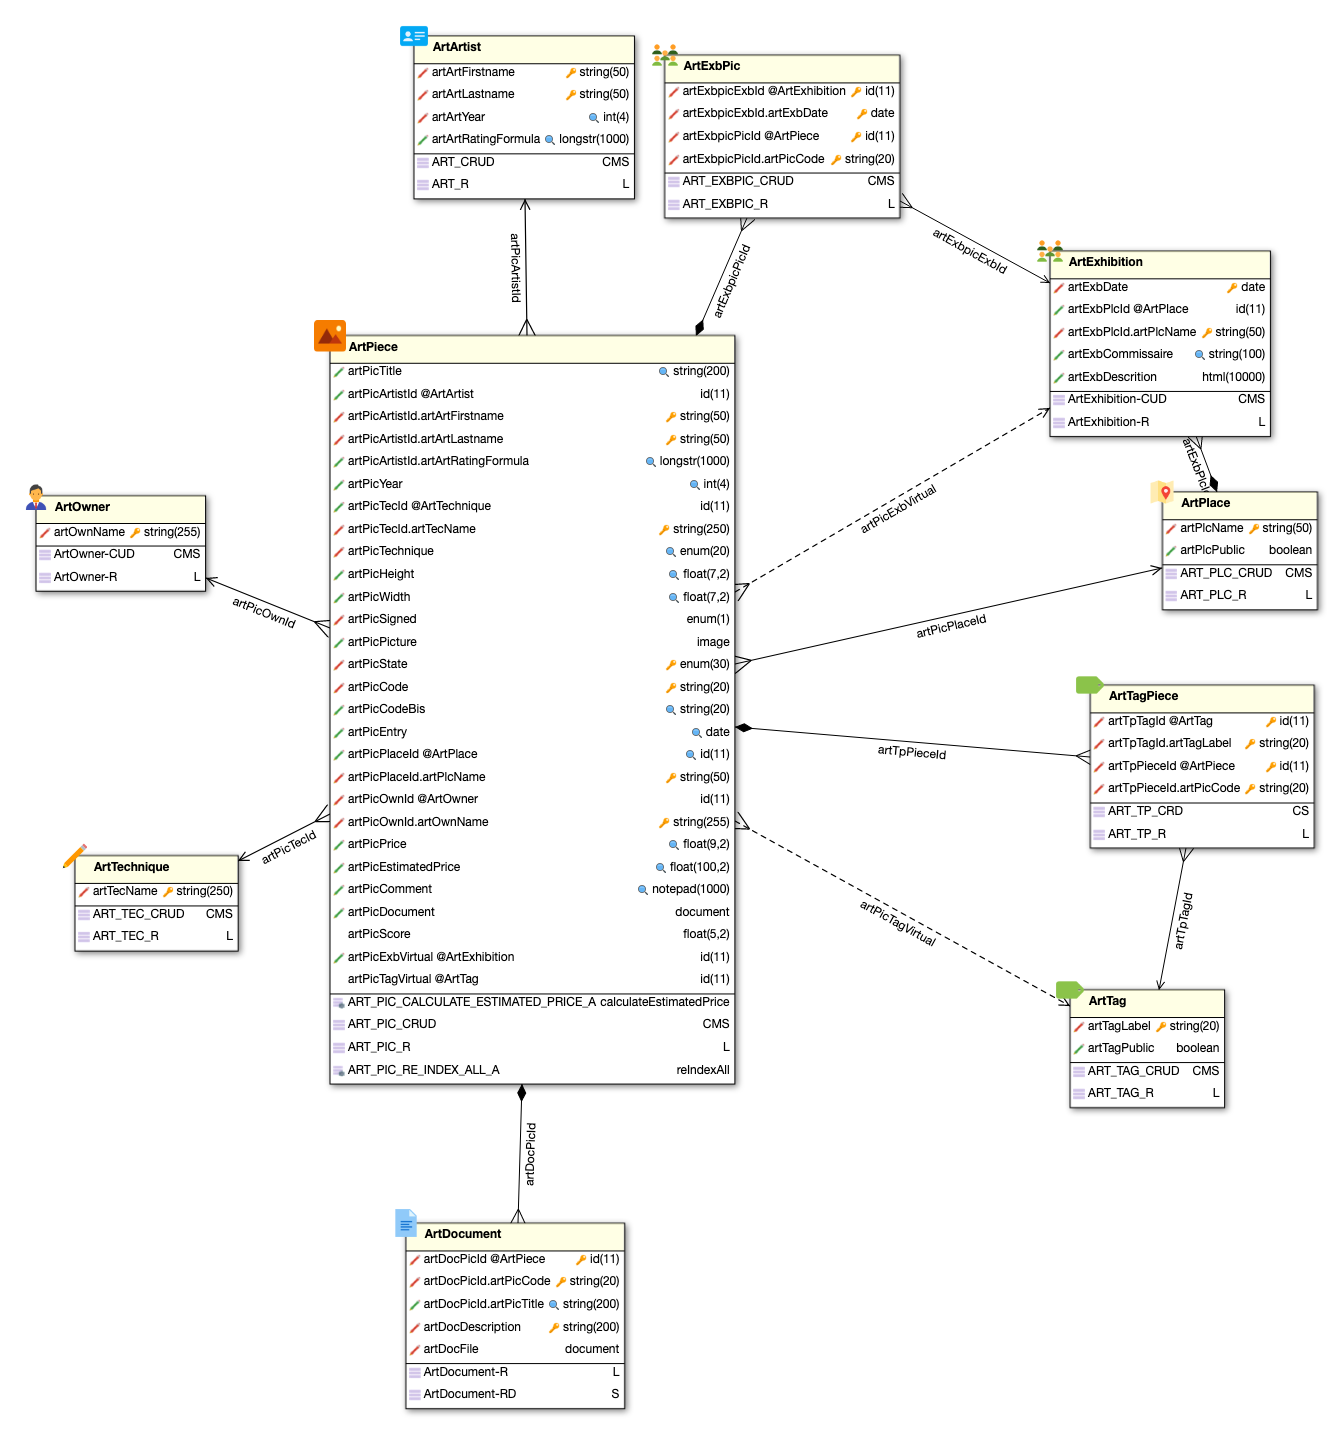 ArtArtist
artArtFirstname string(50)
artArtLastname string(50)
artArtYear int(4)
artArtRatingFormula longstr(1000)
ART_CRUD CMS
ART_R L
ArtExbPic
artExbpicExbId @ArtExhibition id(11)
artExbpicExbId.artExbDate date
artExbpicPicId @ArtPiece id(11)
artExbpicPicId.artPicCode string(20)
ART_EXBPIC_CRUD CMS
ART_EXBPIC_R L
artPicArtistId
artExbpicPicId
artExbpicExbId
ArtExhibition
artExbDate date
artExbPlcId @ArtPlace id(11)
artExbPlcId.artPlcName string(50)
artExbCommissaire string(100)
artExbDescrition html(10000)
ArtExhibition-CUD CMS
ArtExhibition-R L
ArtPiece
artPicTitle string(200)
artPicArtistId @ArtArtist id(11)
artPicArtistId.artArtFirstname string(50)
artPicArtistId.artArtLastname string(50)
artPicArtistId.artArtRatingFormula longstr(1000)
artPicYear int(4)
artPicTecId @ArtTechnique id(11)
artPicTecId.artTecName string(250)
artPicTechnique enum(20)
artPicHeight float(7,2)
artPicWidth float(7,2)
artPicSigned enum(1)
artPicPicture image
artPicState enum(30)
artPicCode string(20)
artPicCodeBis string(20)
artPicEntry date
artPicPlaceId @ArtPlace id(11)
artPicPlaceId.artPlcName string(50)
artPicOwnId @ArtOwner id(11)
artPicOwnId.artOwnName string(255)
artPicPrice float(9,2)
artPicEstimatedPrice float(100,2)
artPicComment notepad(1000)
artPicDocument document
artPicScore float(5,2)
artPicExbVirtual @ArtExhibition id(11)
artPicTagVirtual @ArtTag id(11)
ART_PIC_CALCULATE_ESTIMATED_PRICE_A calculateEstimatedPrice
ART_PIC_CRUD CMS
ART_PIC_R L
ART_PIC_RE_INDEX_ALL_A reIndexAll
artExbPlcId
artPicExbVirtual
ArtPlace
artPlcName string(50)
artPlcPublic boolean
ART_PLC_CRUD CMS
ART_PLC_R L
ArtOwner
artOwnName string(255)
ArtOwner-CUD CMS
ArtOwner-R L
artPicOwnId
artPicPlaceId
ArtTagPiece
artTpTagId @ArtTag id(11)
artTpTagId.artTagLabel string(20)
artTpPieceId @ArtPiece id(11)
artTpPieceId.artPicCode string(20)
ART_TP_CRD CS
ART_TP_R L
artTpPieceId
artPicTecId
ArtTechnique
artTecName string(250)
ART_TEC_CRUD CMS
ART_TEC_R L
artPicTagVirtual
artTpTagId
ArtTag
artTagLabel string(20)
artTagPublic boolean
ART_TAG_CRUD CMS
ART_TAG_R L
artDocPicId
ArtDocument
artDocPicId @ArtPiece id(11)
artDocPicId.artPicCode string(20)
artDocPicId.artPicTitle string(200)
artDocDescription string(200)
artDocFile document
ArtDocument-R L
ArtDocument-RD S